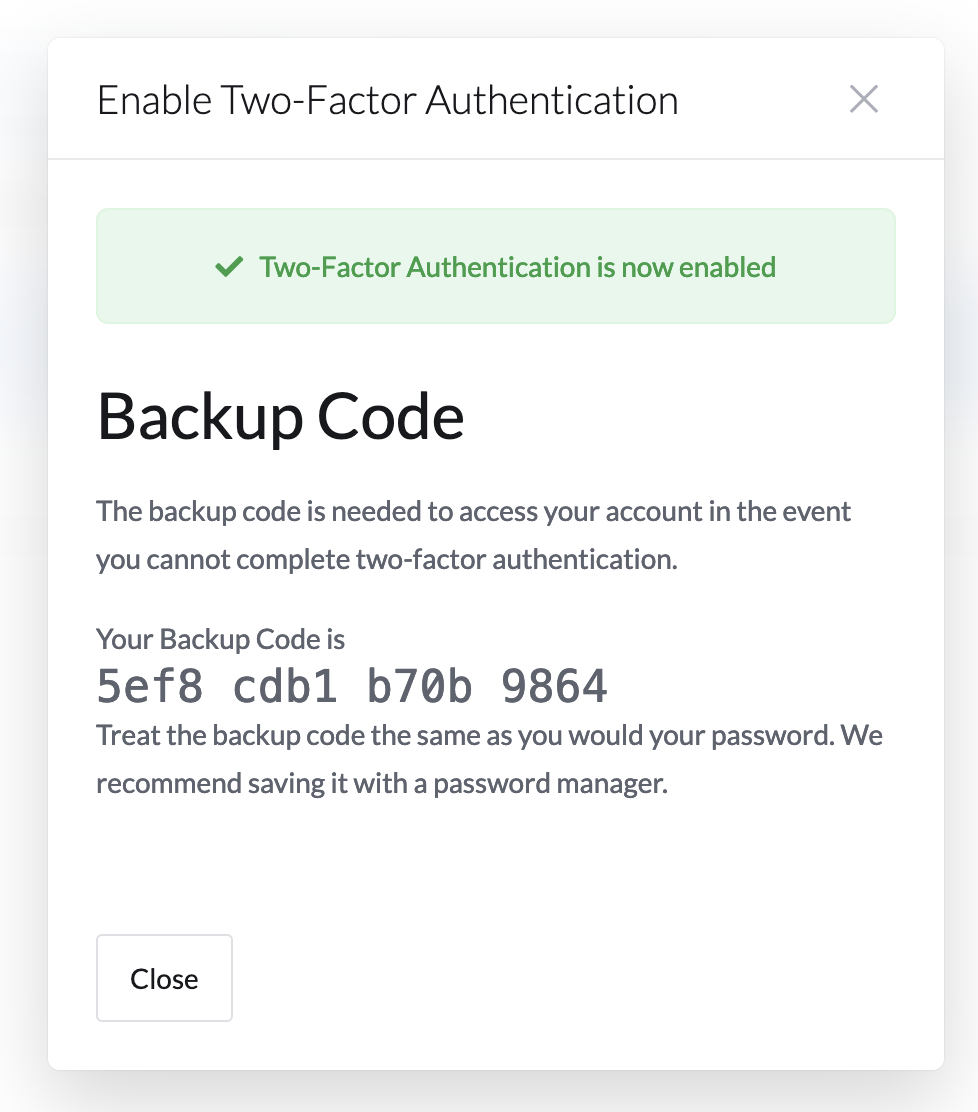 Enable Two-Factor Authentication
Two-Factor Authentication is now enabled
Backup Code
The backup code is needed to access your account in the event
you cannot complete two-factor authentication.
Your Backup Code is
5ef8 cdb1 b70b 9864
Treat the backup code the same as you would your password. We
recommend saving it with a password manager.
Close